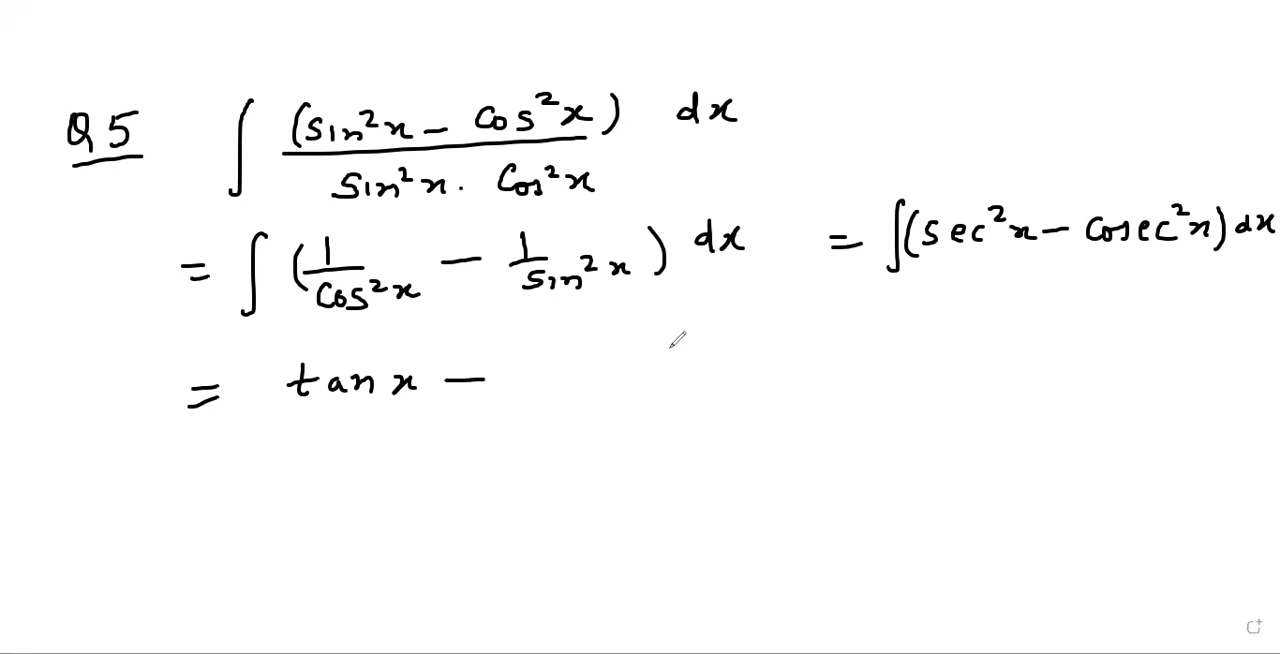 Q5 ∫ (sin²x - cos²x) / (sin²x . cos²x) dx
= ∫ (1/cos²x - 1/sin²x) dx = ∫(sec²x - cosec²x) dx
= tan x -